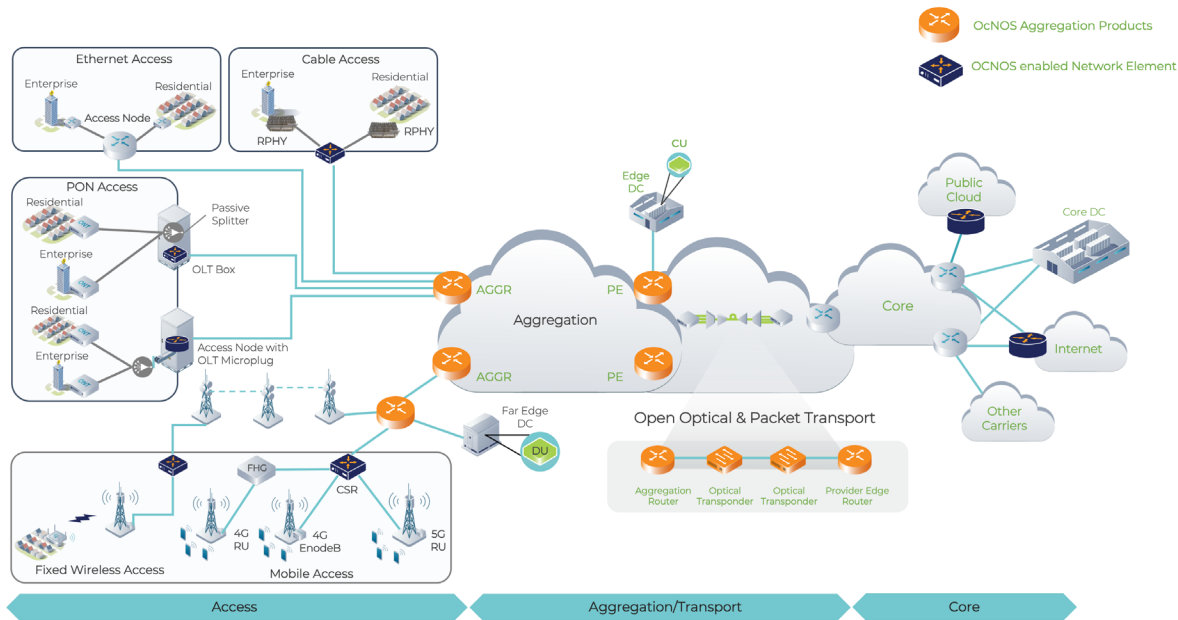 OcNOS Aggregation Products
OCNOS enabled Network Element
Ethernet Access
Enterprise
Residential
Access Node
Cable Access
Enterprise
Residential
RPHY
RPHY
PON Access
Residential
ONT
Passive
Splitter
Enterprise
ONT
OLT Box
Residential
ONT
Enterprise
ONT
Access Node with
OLT Microplug
CU
Edge
DC
Public
Cloud
Core DC
AGGR
PE
Aggregation
Core
AGGR
PE
Internet
Other
Carriers
Far Edge
DC
DU
Open Optical & Packet Transport
Aggregation
Router
Optical
Transponder
Optical
Transponder
Provider Edge
Router
FHG
CSR
4G
RU
4G
EnodeB
5G
RU
Fixed Wireless Access
Mobile Access
Access
Aggregation/Transport
Core